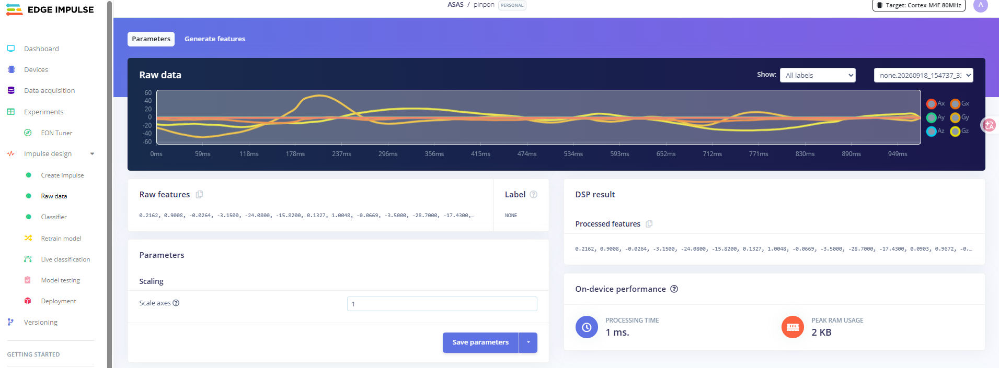 EDGE IMPULSE
ASAS / pinpon PERSONAL
Target: Cortex-M4F 80MHz
A
Dashboard
Devices
Data acquisition
Experiments
EON Tuner
Impulse design
Create impulse
Raw data
Classifier
Retrain model
Live classification
Model testing
Deployment
Versioning
GETTING STARTED
Parameters
Generate features
Raw data
Show:
All labels
none.20260918_154737_3
60
40
20
0
-20
-40
-60
0ms 59ms 118ms 178ms 237ms 296ms 356ms 415ms 474ms 534ms 593ms 652ms 712ms 771ms 830ms 890ms 949ms
Ax Gx
Ay Gy
Az Gz
Raw features
0.2162, 0.9008, -0.0264, -3.1500, -24.0800, -15.8200, 0.1327, 1.0048, -0.0669, -3.5000, -28.7000, -17.4300,…
Label
NONE
Parameters
Scaling
Scale axes
1
Save parameters
DSP result
Processed features
0.2162, 0.9008, -0.0264, -3.1500, -24.0800, -15.8200, 0.1327, 1.0048, -0.0669, -3.5000, -28.7000, -17.4300, 0.0903, 0.9672, -0.…
On-device performance
PROCESSING TIME
1 ms.
PEAK RAM USAGE
2 KB